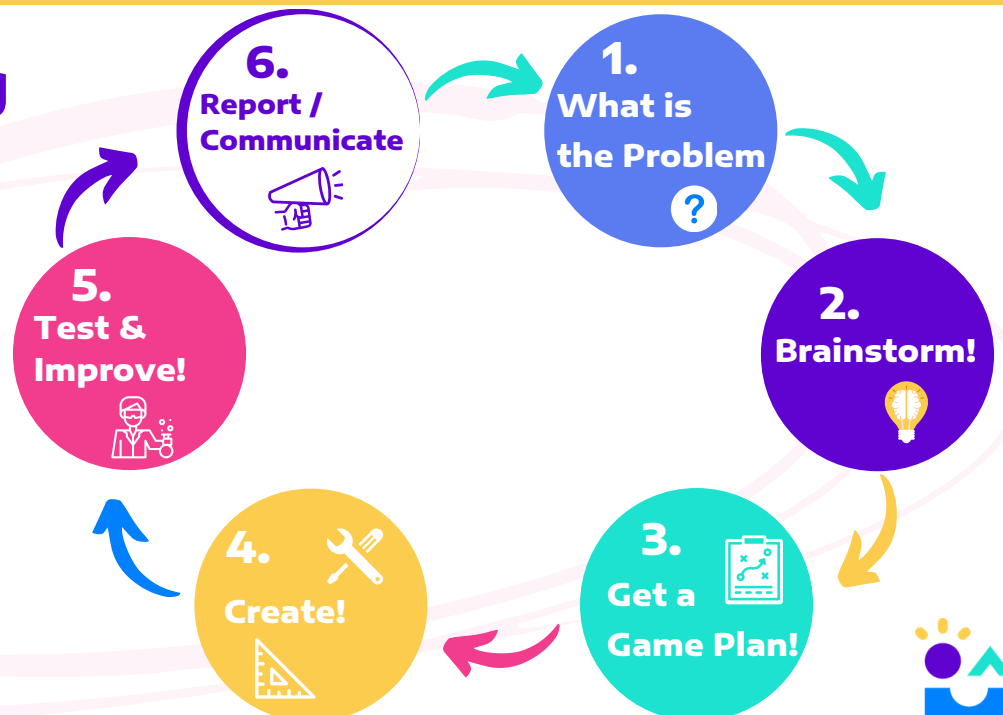 1.
What is
the Problem
?
2.
Brainstorm!
3.
Get a
Game Plan!
4.
Create!
5.
Test &
Improve!
6.
Report /
Communicate